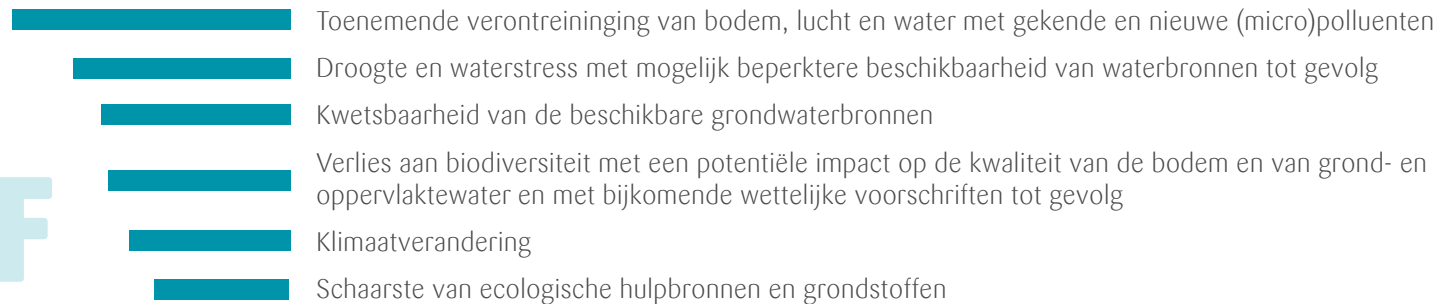 Toenemende verontreininging van bodem, lucht en water met gekende en nieuwe (micro)polluenten
Droogte en waterstress met mogelijk beperktere beschikbaarheid van waterbronnen tot gevolg
Kwetsbaarheid van de beschikbare grondwaterbronnen
Verlies aan biodiversiteit met een potentiële impact op de kwaliteit van de bodem en van grond- en
oppervlaktewater en met bijkomende wettelijke voorschriften tot gevolg
F
Klimaatverandering
Schaarste van ecologische hulpbronnen en grondstoffen